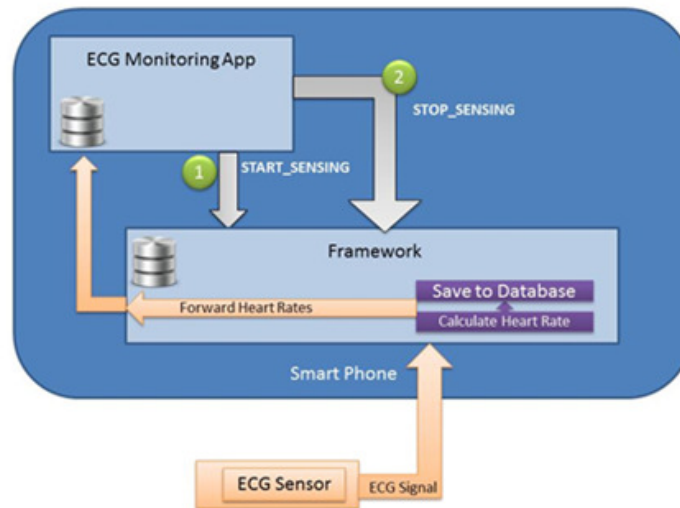 ECG Monitoring App
2
STOP_SENSING
1
START_SENSING
Framework
Save to Database
Forward Heart Rates
Calculate Heart Rate
Smart Phone
ECG Sensor
ECG Signal